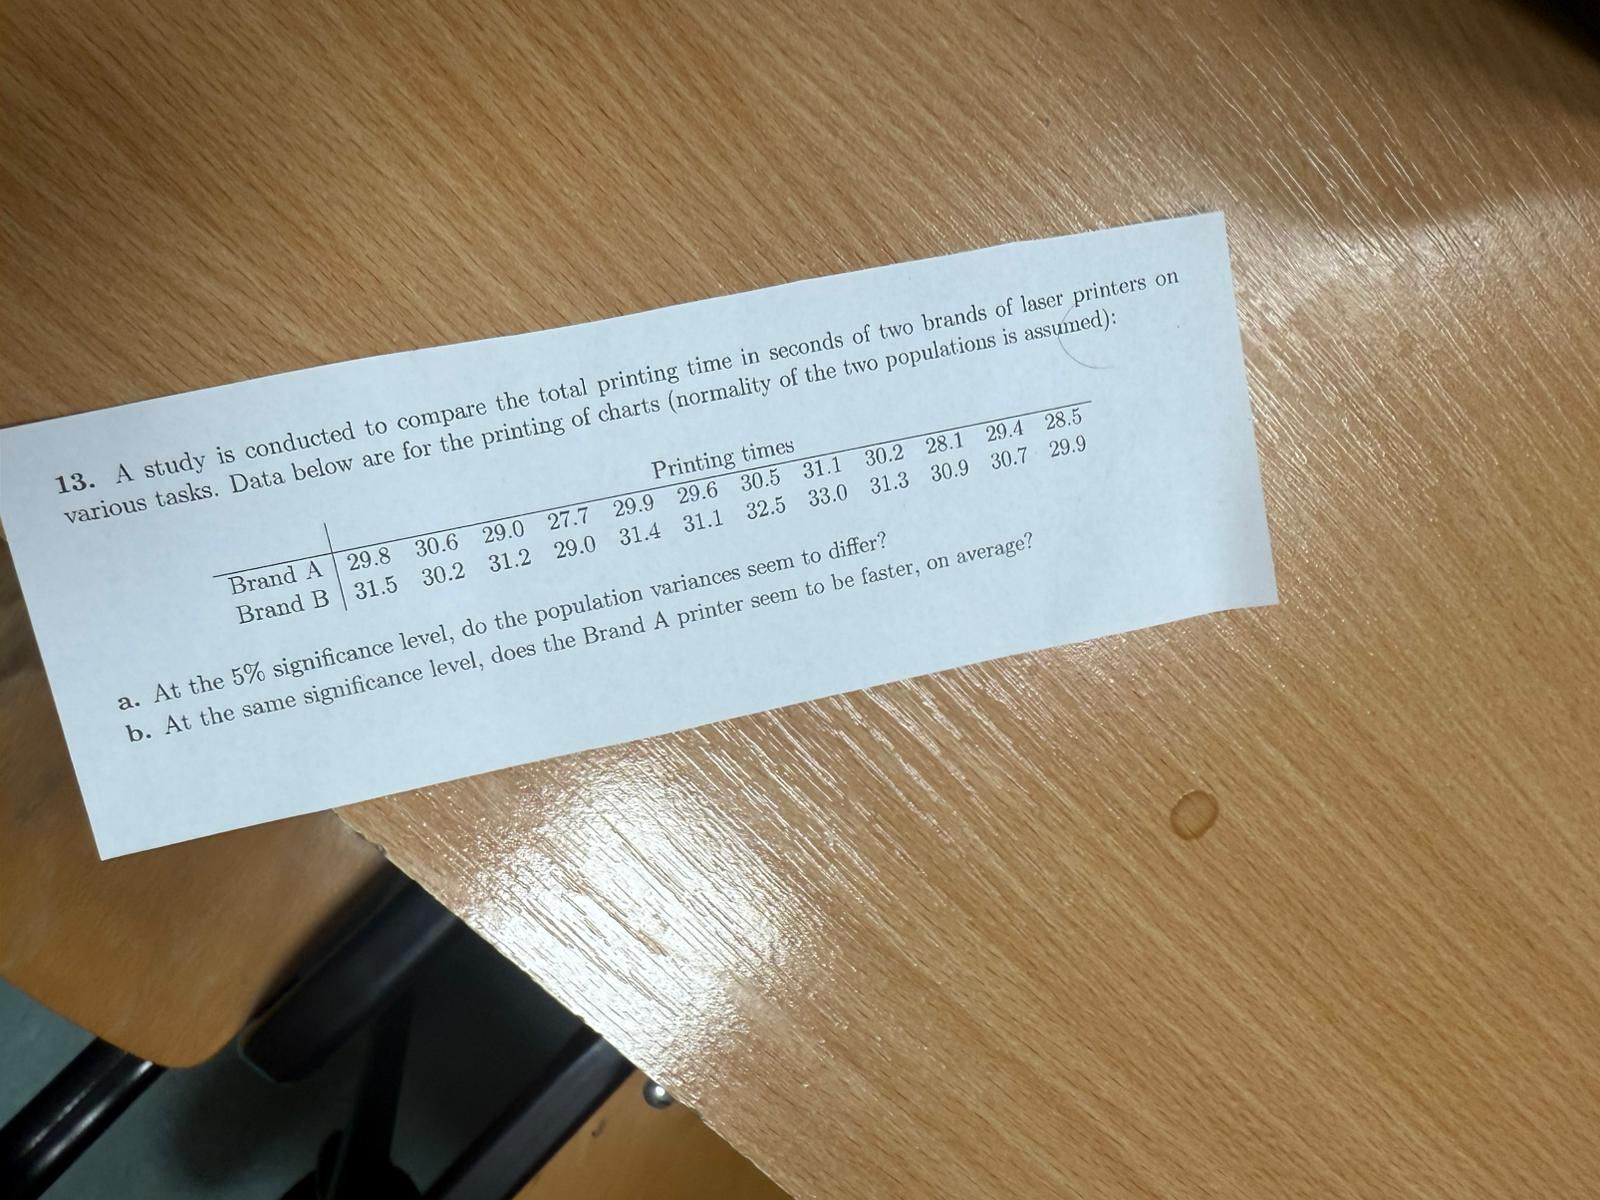 13. A study is conducted to compare the total printing time in seconds of two brands of laser printers on
various tasks. Data below are for the printing of charts (normality of the two populations is assumed):
Printing times
Brand A 29.8 30.6 29.0 27.7 29.9 29.6 30.5 31.1 30.2 28.1 29.4 28.5
Brand B 31.5 30.2 31.2 29.0 31.4 31.1 32.5 33.0 31.3 30.9 30.7 29.9
a. At the 5% significance level, do the population variances seem to differ?
b. At the same significance level, does the Brand A printer seem to be faster, on average?